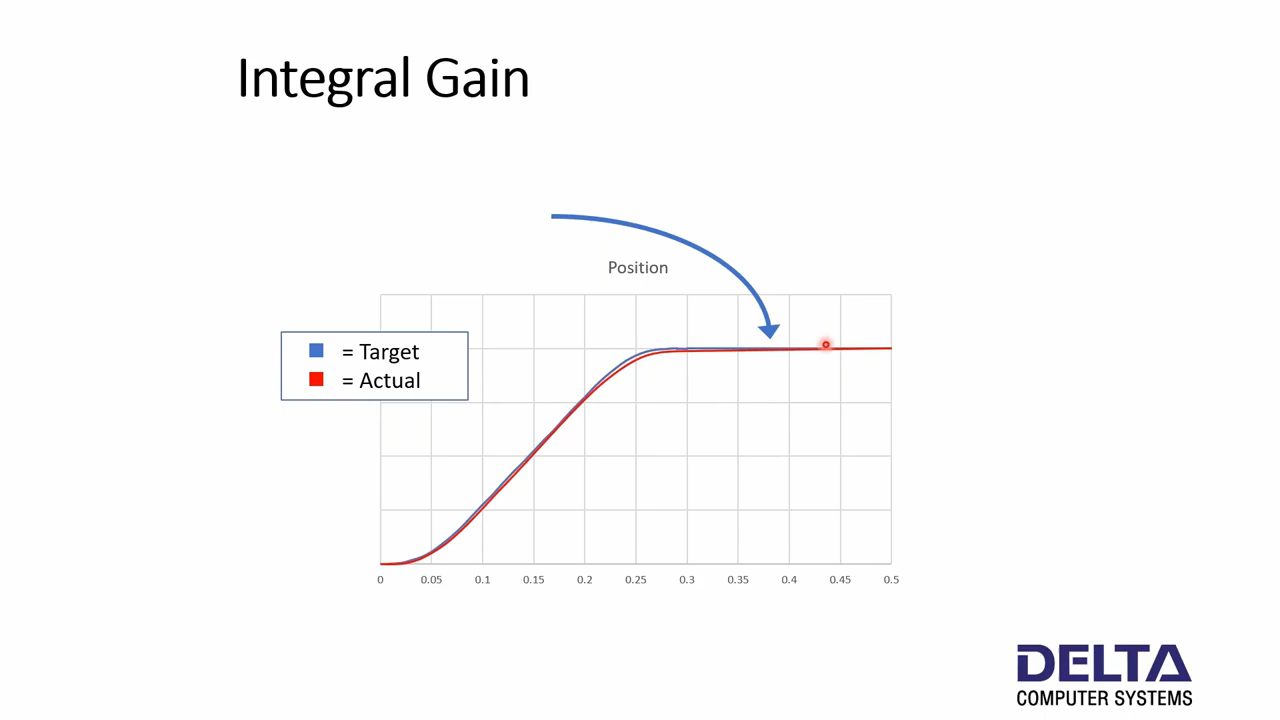 Integral Gain
Position
= Target
= Actual
0 0.05 0.1 0.15 0.2 0.25 0.3 0.35 0.4 0.45 0.5
DELTA
COMPUTER SYSTEMS